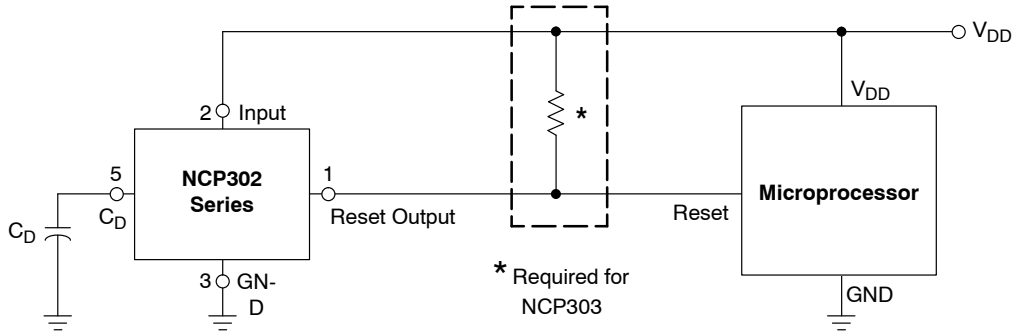 V_DD
V_DD
2 Input
*
5
NCP302
Series
1
Microprocessor
C_D
Reset Output
Reset
C_D
3 GN-
D
* Required for
NCP303
GND